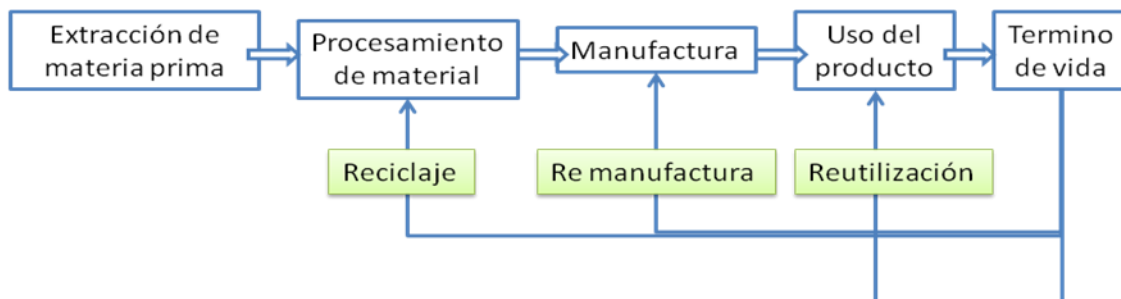 Extracción de
materia prima
Procesamiento
de material
Manufactura
Uso del
producto
Termino
de vida
Reciclaje
Re manufactura
Reutilización